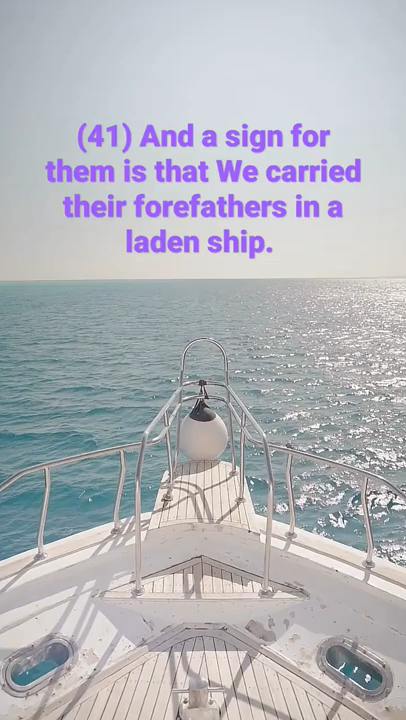 (41) And a sign for
them is that We carried
their forefathers in a
laden ship.